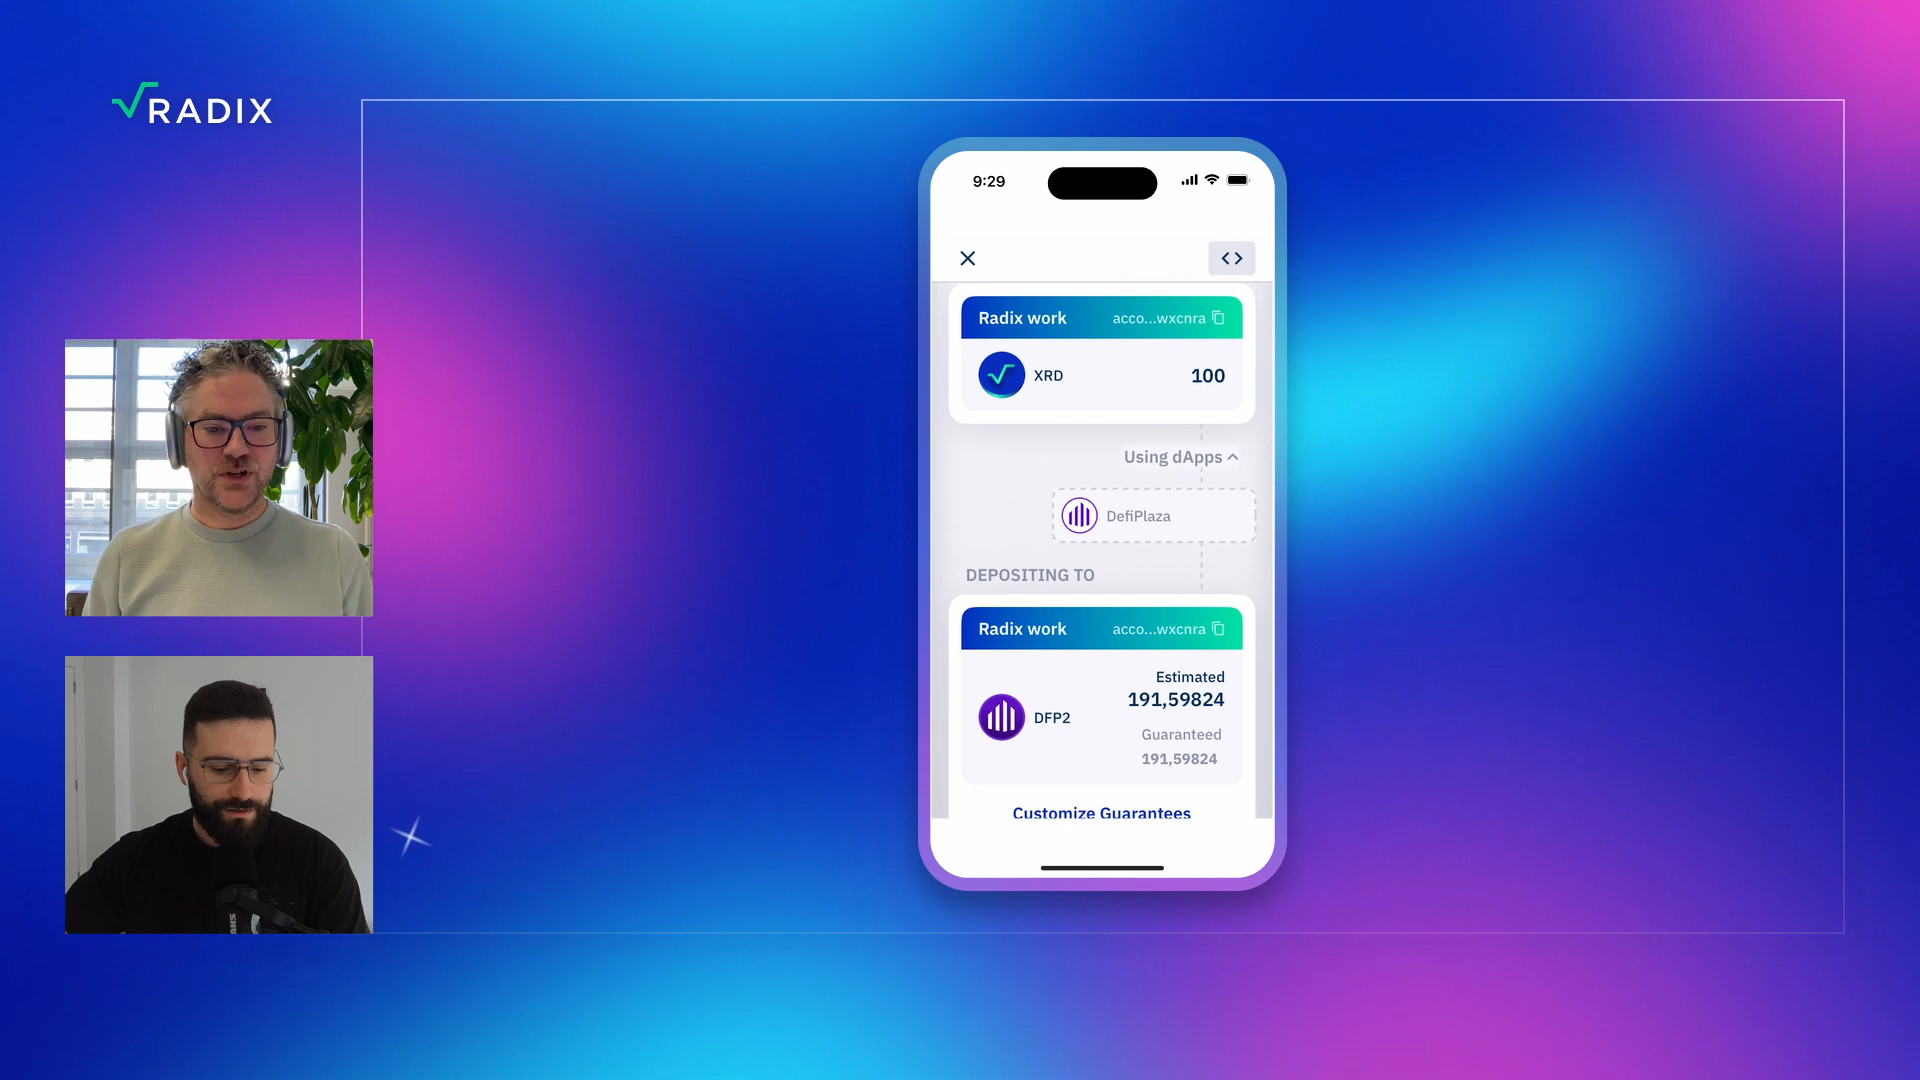 RADIX
9:29
Radix work acco...wxcnra
XRD 100
Using dApps
DefiPlaza
DEPOSITING TO
Radix work acco...wxcnra
Estimated
191,59824
DFP2
Guaranteed
191,59824
Customize Guarantees
SHU